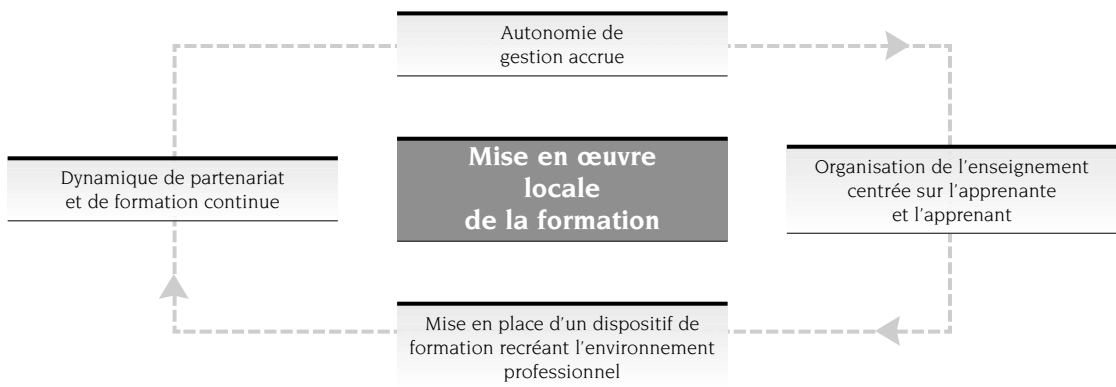 Autonomie de
gestion accrue
Dynamique de partenariat
et de formation continue
Mise en œuvre
locale
de la formation
Organisation de l'enseignement
centrée sur l'apprenante
et l'apprenant
Mise en place d'un dispositif de
formation recréant l'environnement
professionnel